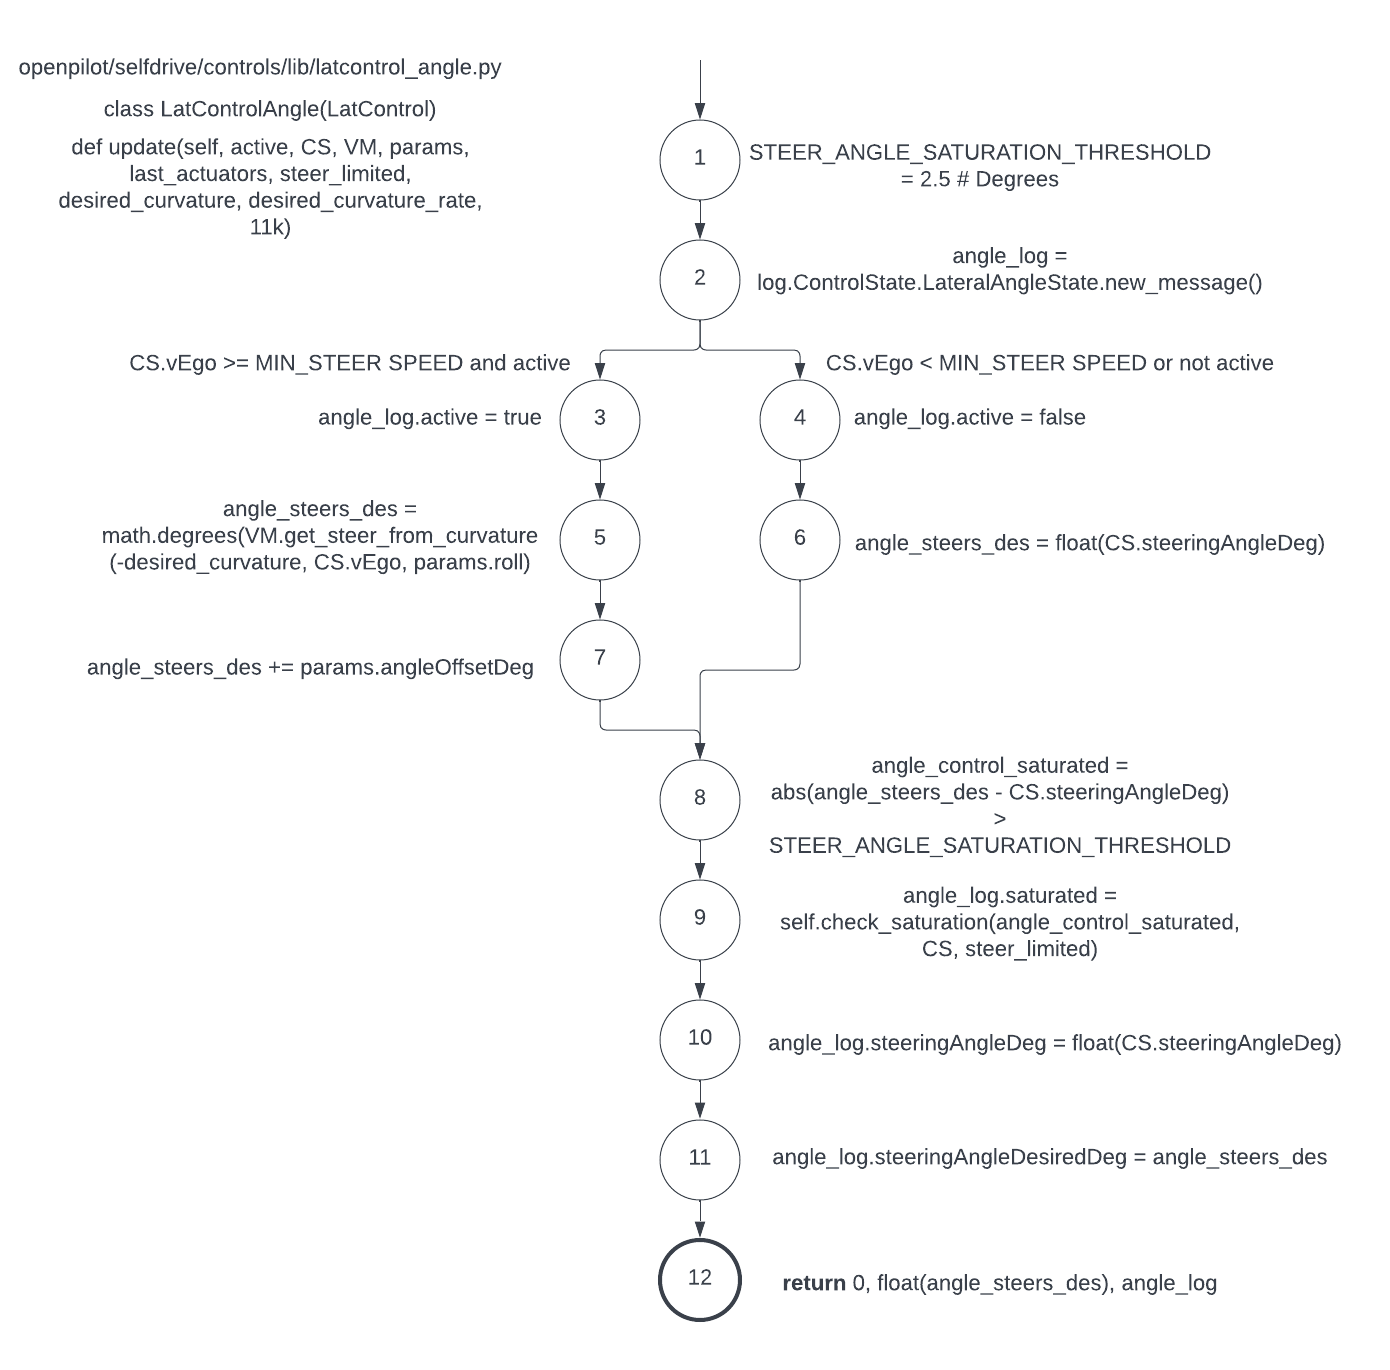 openpilot/selfdrive/controls/lib/latcontrol_angle.py
class LatControlAngle(LatControl)
def update(self, active, CS, VM, params,
last_actuators, steer_limited,
desired_curvature, desired_curvature_rate,
11k)
1
STEER_ANGLE_SATURATION_THRESHOLD
= 2.5 # Degrees
2
angle_log =
log.ControlState.LateralAngleState.new_message()
CS.vEgo >= MIN_STEER SPEED and active
CS.vEgo < MIN_STEER SPEED or not active
angle_log.active = true
3
4
angle_log.active = false
angle_steers_des =
math.degrees(VM.get_steer_from_curvature
(-desired_curvature, CS.vEgo, params.roll)
5
6
angle_steers_des = float(CS.steeringAngleDeg)
angle_steers_des += params.angleOffsetDeg
7
8
angle_control_saturated =
abs(angle_steers_des - CS.steeringAngleDeg)
>
STEER_ANGLE_SATURATION_THRESHOLD
9
angle_log.saturated =
self.check_saturation(angle_control_saturated,
CS, steer_limited)
10
angle_log.steeringAngleDeg = float(CS.steeringAngleDeg)
11
angle_log.steeringAngleDesiredDeg = angle_steers_des
12
return 0, float(angle_steers_des), angle_log